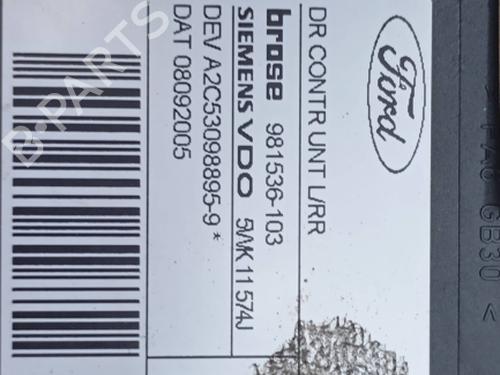 Ford
DR CONTR UNT L/RR
brose 981536-103
SIEMENS VDO 5WK11574J
DEV A2C53098895-9*
DAT 08092005
GB30 <
B-PARTS